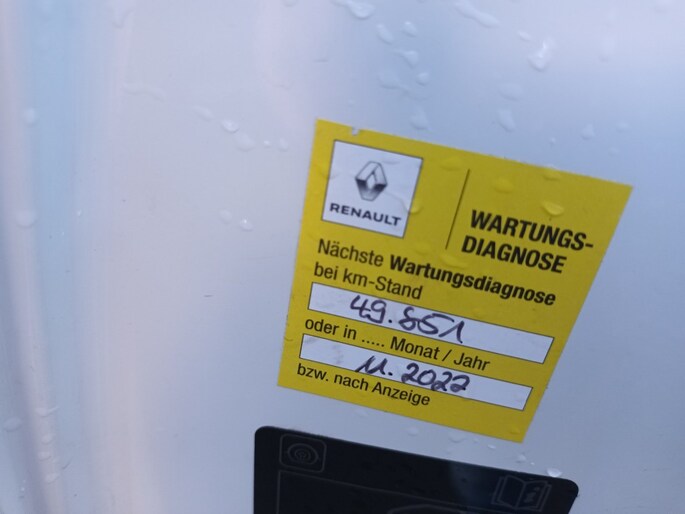 RENAULT
WARTUNGS-
DIAGNOSE
Nächste Wartungsdiagnose
bei km-Stand
49.851
oder in ..... Monat / Jahr
11.2022
bzw. nach Anzeige